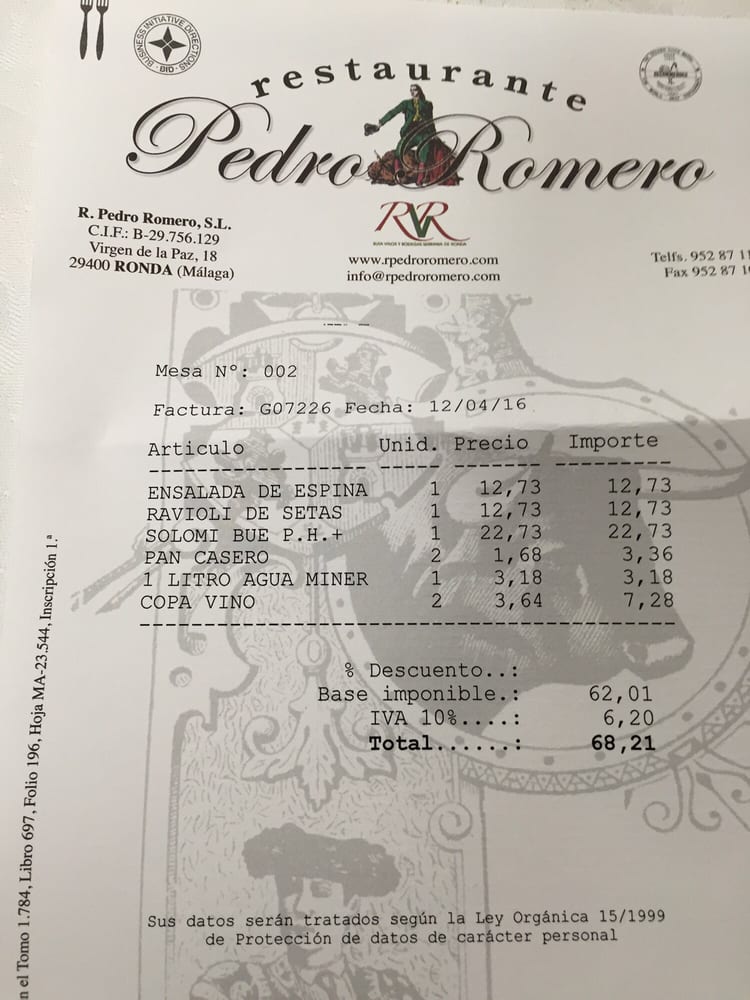 BUSINESS INITIATIVE DIRECTIONS
· BID ·
restaurante
Pedro Romero
RVR
R. Pedro Romero, S.L.
C.I.F.: B-29.756.129
Virgen de la Paz, 18
29400 RONDA (Málaga)
www.rpedroromero.com
info@rpedroromero.com
Telfs. 952 87 11
Fax 952 87 1
Mesa Nº: 002
Factura: G07226 Fecha: 12/04/16
Articulo Unid. Precio Importe
ENSALADA DE ESPINA 1 12,73 12,73
RAVIOLI DE SETAS 1 12,73 12,73
SOLOMI BUE P.H.+ 1 22,73 22,73
PAN CASERO 2 1,68 3,36
1 LITRO AGUA MINER 1 3,18 3,18
COPA VINO 2 3,64 7,28
% Descuento..:
Base imponible.: 62,01
IVA 10%....: 6,20
Total......: 68,21
Sus datos serán tratados según la Ley Orgánica 15/1999
de Protección de datos de carácter personal
n el Tomo 1.784, Libro 697, Folio 196, Hoja MA-23.544, Inscripción 1.ª